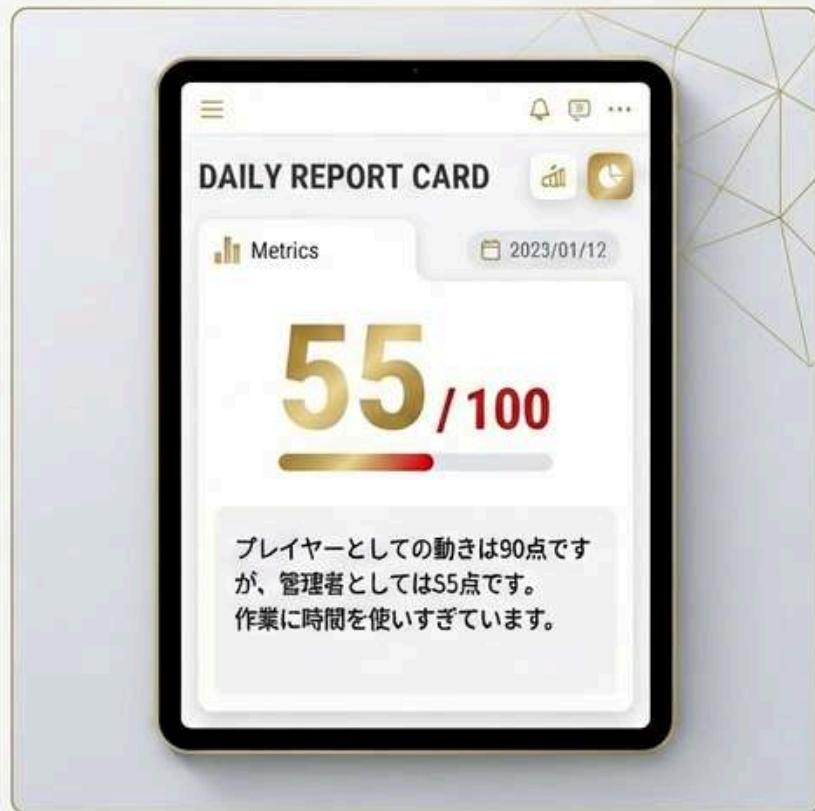 DAILY REPORT CARD
Metrics
2023/01/12
55 / 100
プレイヤーとしての動きは90点です
が、管理者としてはS5点です。
作業に時間を使いすぎています。